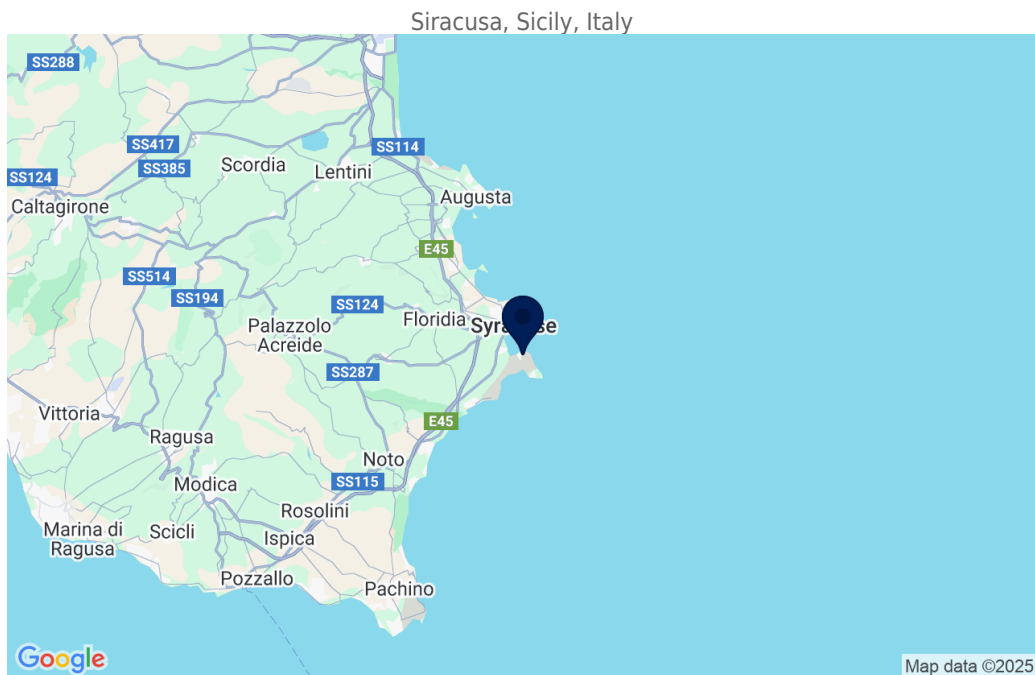 Siracusa, Sicily, Italy
SS288
SS417
SS114
SS385
Scordia
Lentini
SS124
Caltagirone
Augusta
E45
SS514
SS194
SS124
Floridia
Palazzolo
Acreide
SS287
Vittoria
E45
Ragusa
Noto
Modica
SS115
Rosolini
Marina di
Ragusa
Scicli
Ispica
Pozzallo
Pachino
Google
Map data ©2025